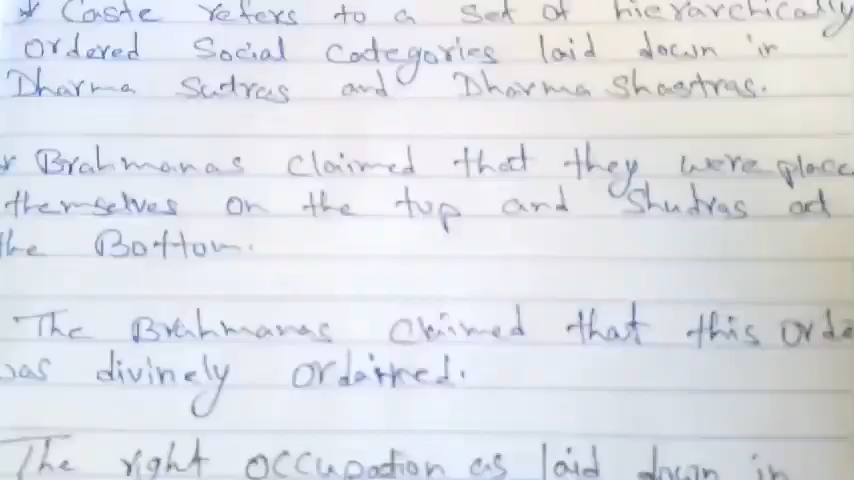 * Caste refers to a set of hierarchically
ordered Social Categories laid down in
Dharma Sutras and Dharma Shastras.
Brahmanas Claimed that they were place
themselves on the top and Shudras at
the Bottom.
The Brahmanas Claimed that this orde
was divinely ordained.
The right occupation as laid down in